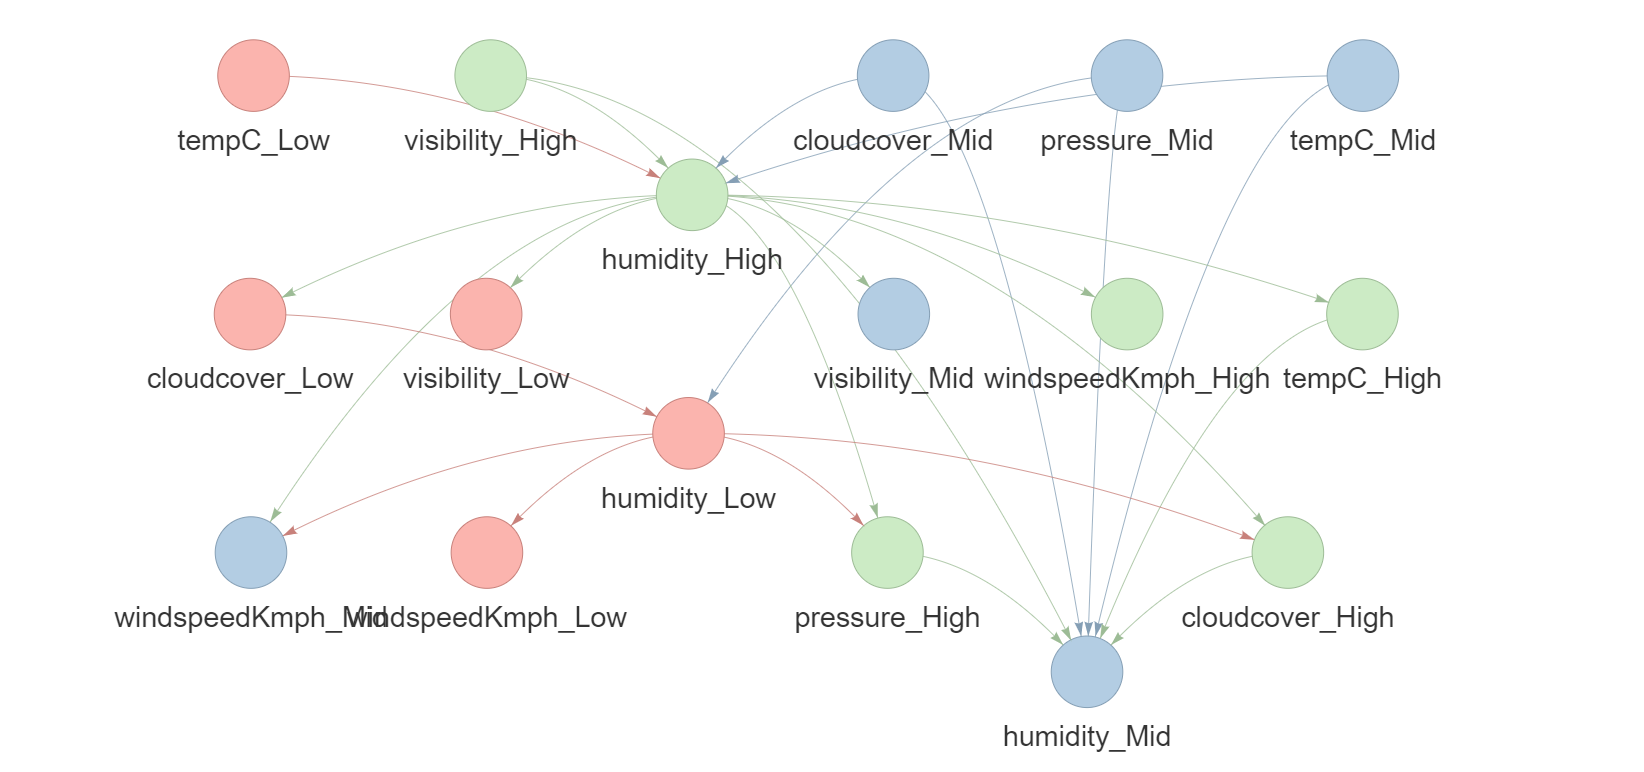 tempC_Low
visibility_High
cloudcover_Mid
pressure_Mid
tempC_Mid
humidity_High
cloudcover_Low
visibility_Low
visibility_Mid
windspeedKmph_High
tempC_High
humidity_Low
windspeedKmph_Mid
windspeedKmph_Low
pressure_High
cloudcover_High
humidity_Mid